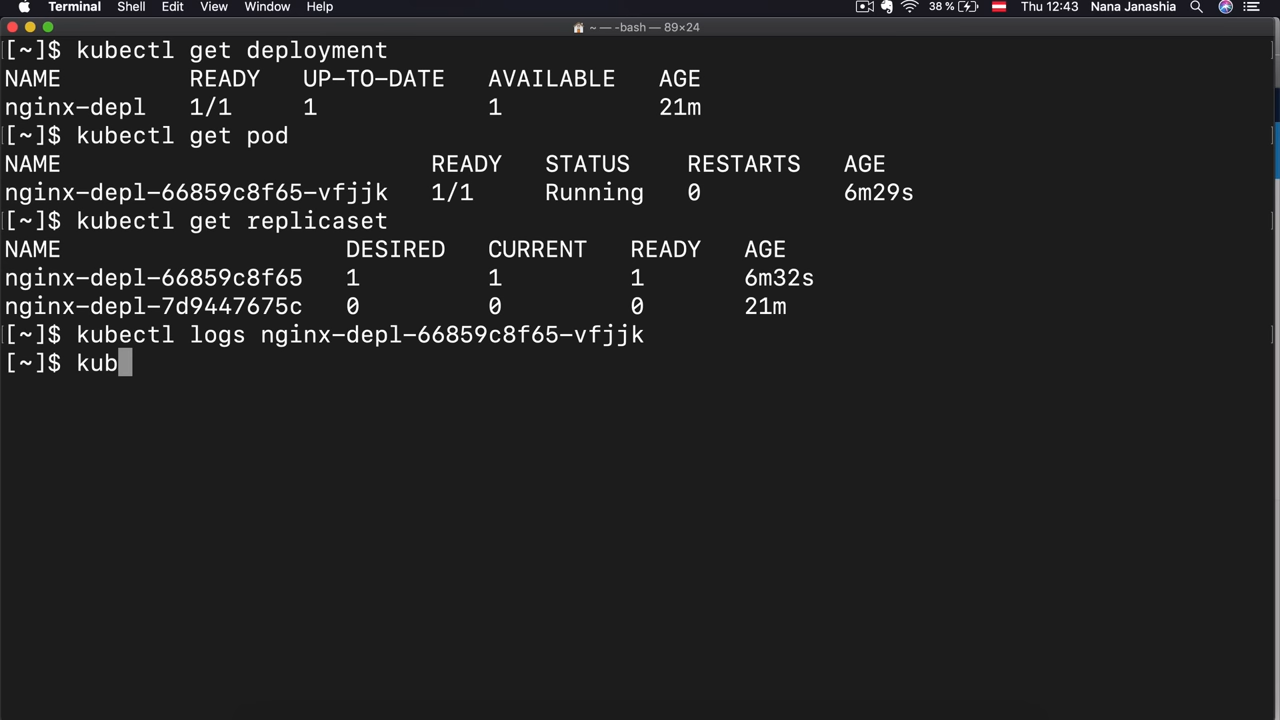 Terminal Shell Edit View Window Help 38 % Thu 12:43 Nana Janashia
~ — -bash — 89×24
[~]$ kubectl get deployment
NAME READY UP-TO-DATE AVAILABLE AGE
nginx-depl 1/1 1 1 21m
[~]$ kubectl get pod
NAME READY STATUS RESTARTS AGE
nginx-depl-66859c8f65-vfjjk 1/1 Running 0 6m29s
[~]$ kubectl get replicaset
NAME DESIRED CURRENT READY AGE
nginx-depl-66859c8f65 1 1 1 6m32s
nginx-depl-7d9447675c 0 0 0 21m
[~]$ kubectl logs nginx-depl-66859c8f65-vfjjk
[~]$ kub